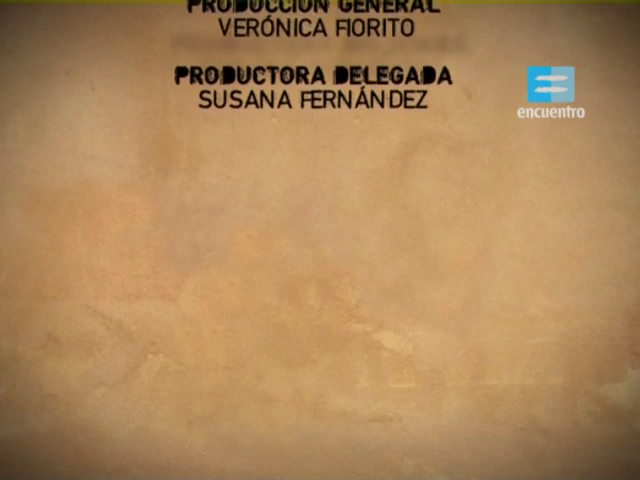 PRODUCCIÓN GENERAL
VERÓNICA FIORITO
PRODUCTORA DELEGADA
SUSANA FERNÁNDEZ
encuentro